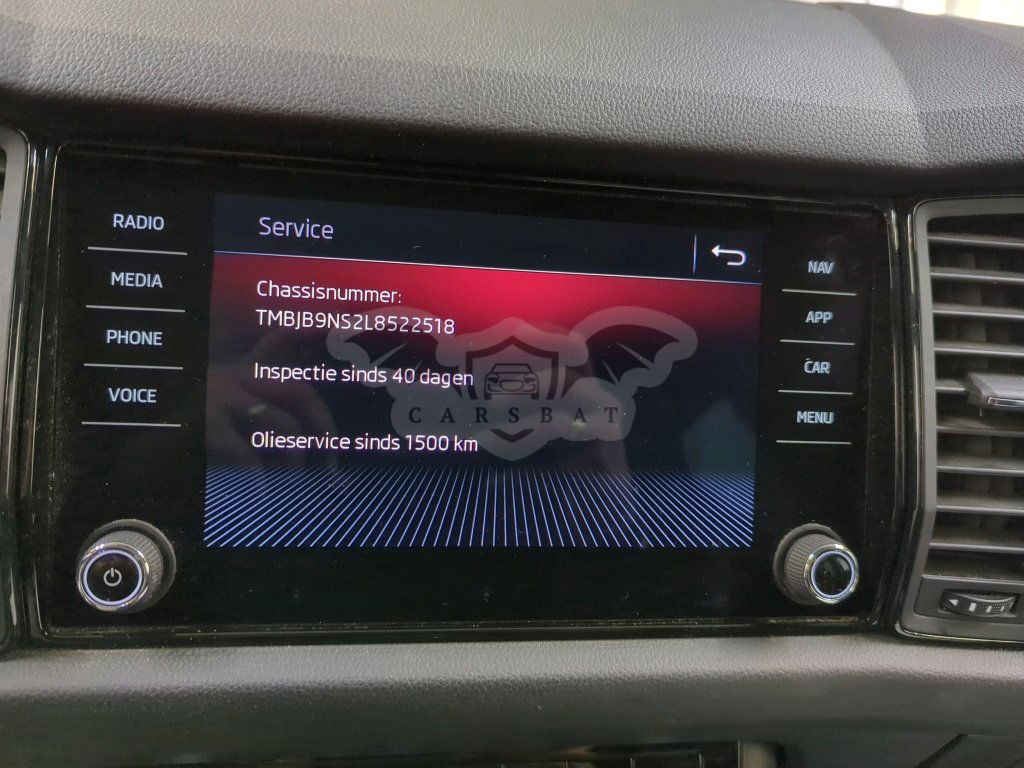 Service
RADIO
MEDIA
PHONE
VOICE
Chassisnummer:
TMBJB9NS2L8522518
Inspectie sinds 40 dagen
Olieservice sinds 1500 km
CARSBAT
NAV
APP
CAR
MENU